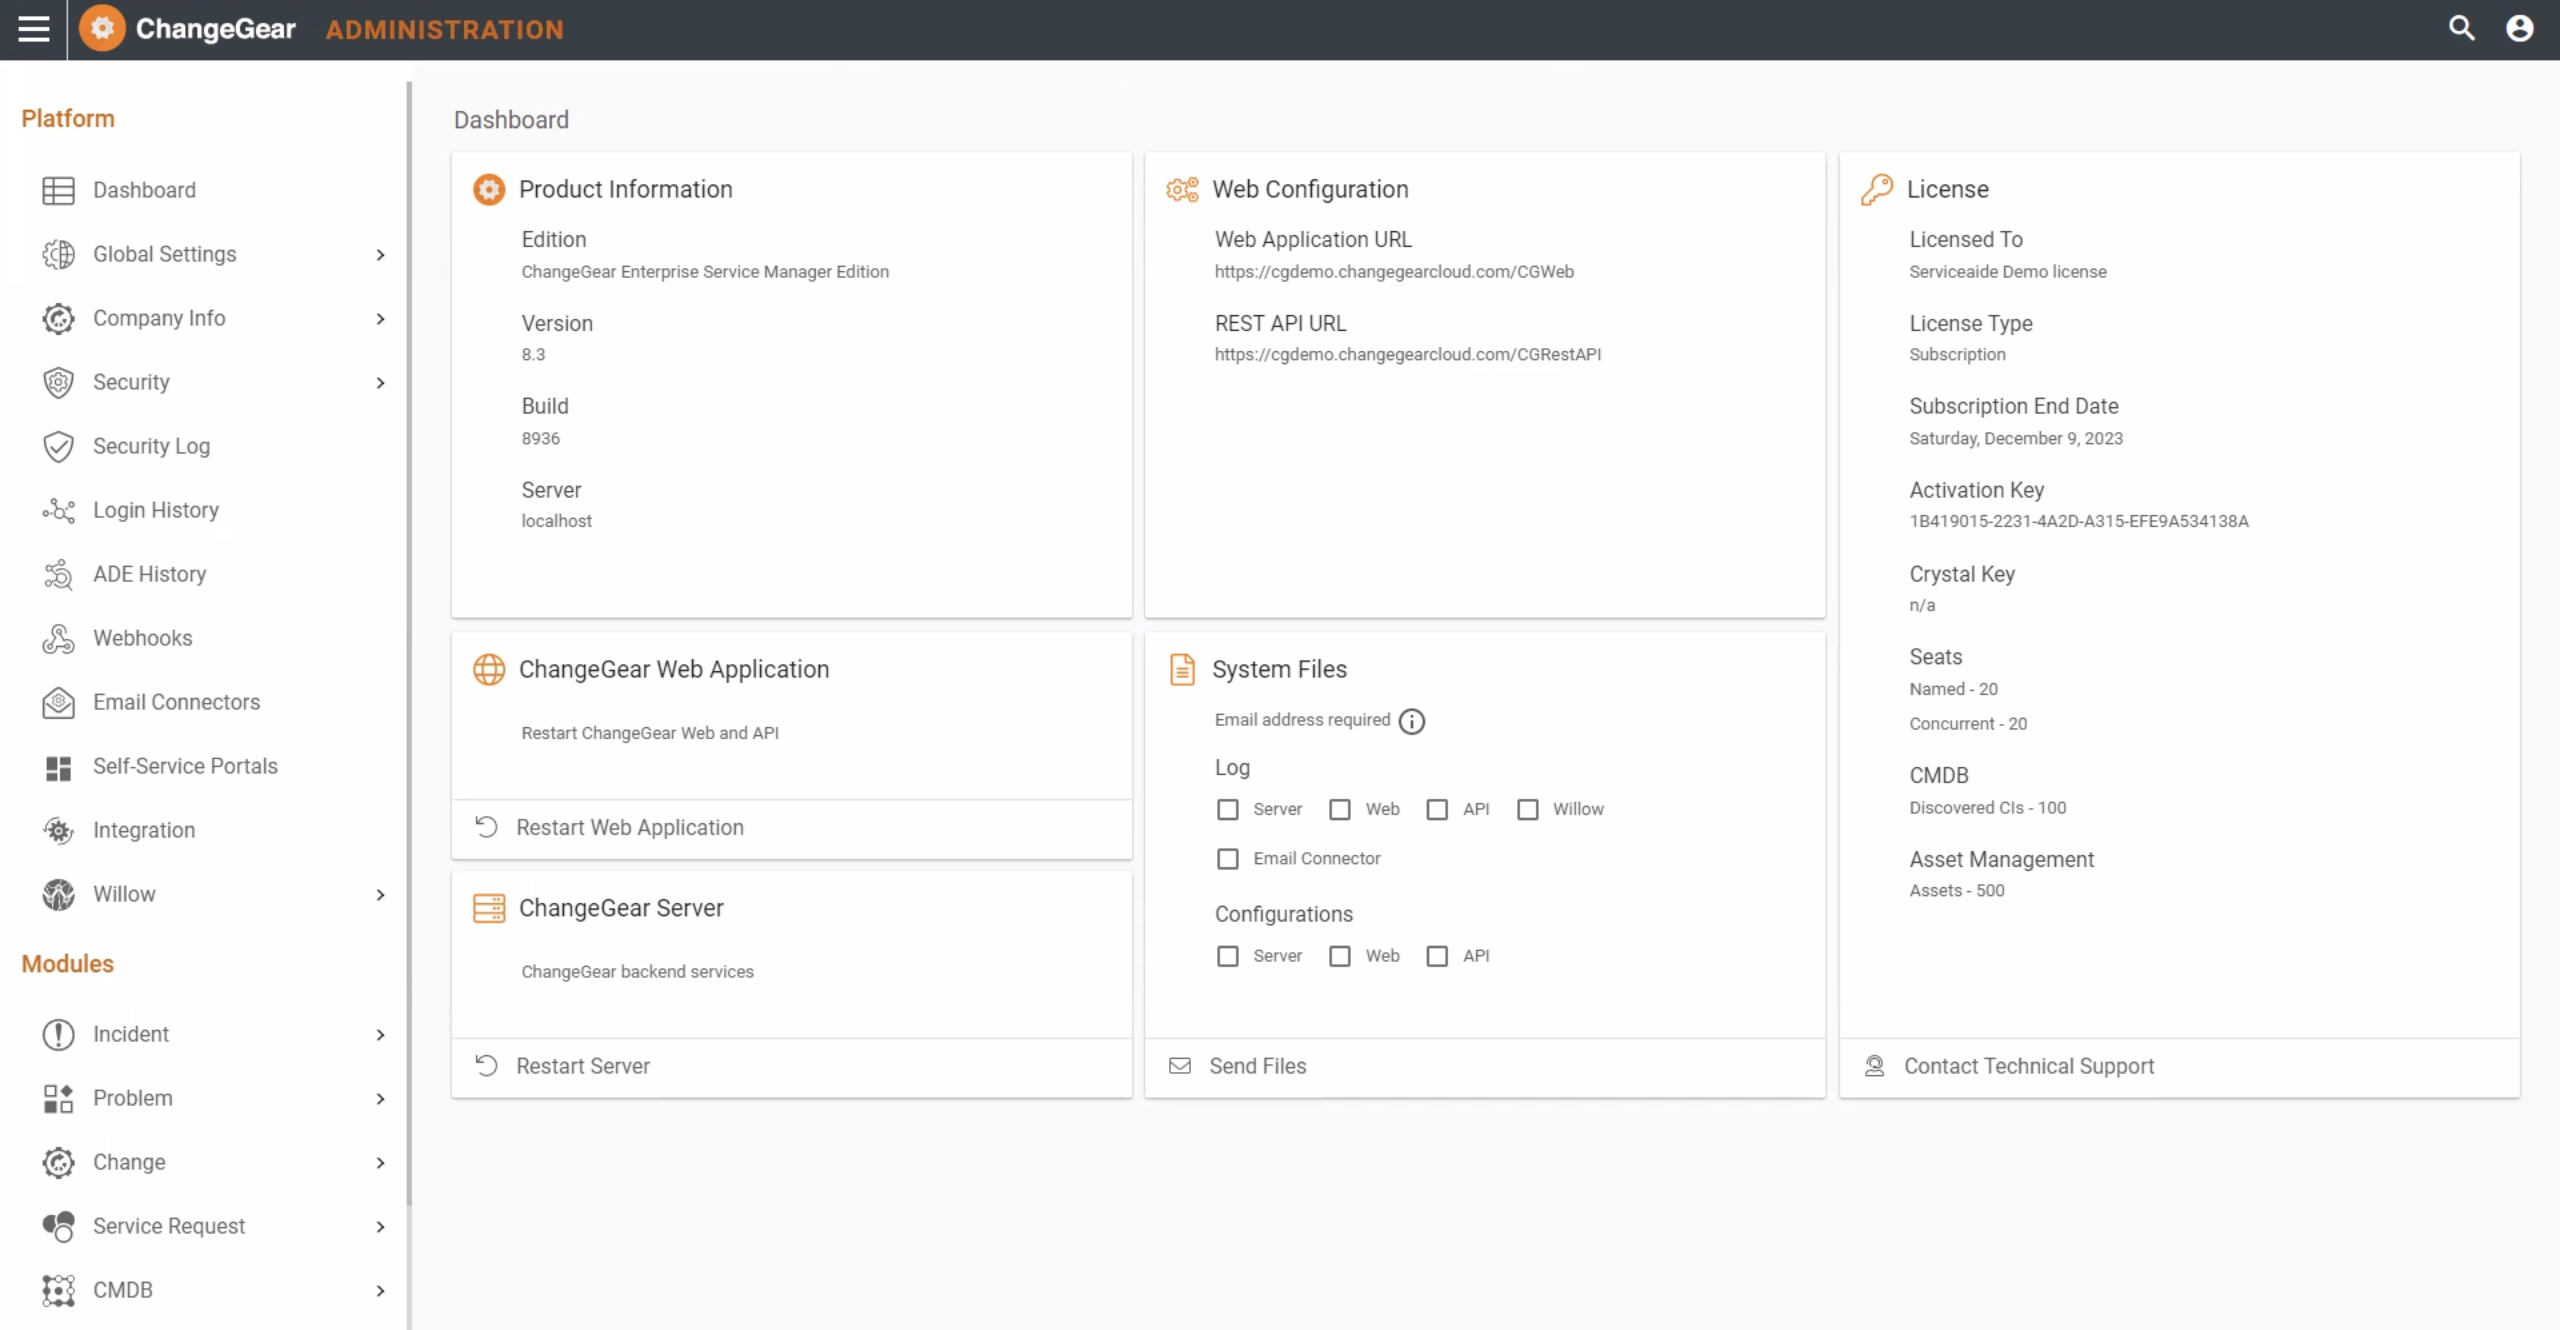 ChangeGear ADMINISTRATION
Platform
Dashboard
Global Settings
Company Info
Security
Security Log
Login History
ADE History
Webhooks
Email Connectors
Self-Service Portals
Integration
Willow
Modules
Incident
Problem
Change
Service Request
CMDB
Dashboard
Product Information
Edition
ChangeGear Enterprise Service Manager Edition
Version
8.3
Build
8936
Server
localhost
Web Configuration
Web Application URL
https://cgdemo.changegearcloud.com/CGWeb
REST API URL
https://cgdemo.changegearcloud.com/CGRestAPI
License
Licensed To
Serviceaide Demo license
License Type
Subscription
Subscription End Date
Saturday, December 9, 2023
Activation Key
1B419015-2231-4A2D-A315-EFE9A534138A
Crystal Key
n/a
Seats
Named - 20
Concurrent - 20
CMDB
Discovered CIs - 100
Asset Management
Assets - 500
Contact Technical Support
ChangeGear Web Application
Restart ChangeGear Web and API
Restart Web Application
ChangeGear Server
ChangeGear backend services
Restart Server
System Files
Email address required
Log
Server Web API Willow
Email Connector
Configurations
Server Web API
Send Files